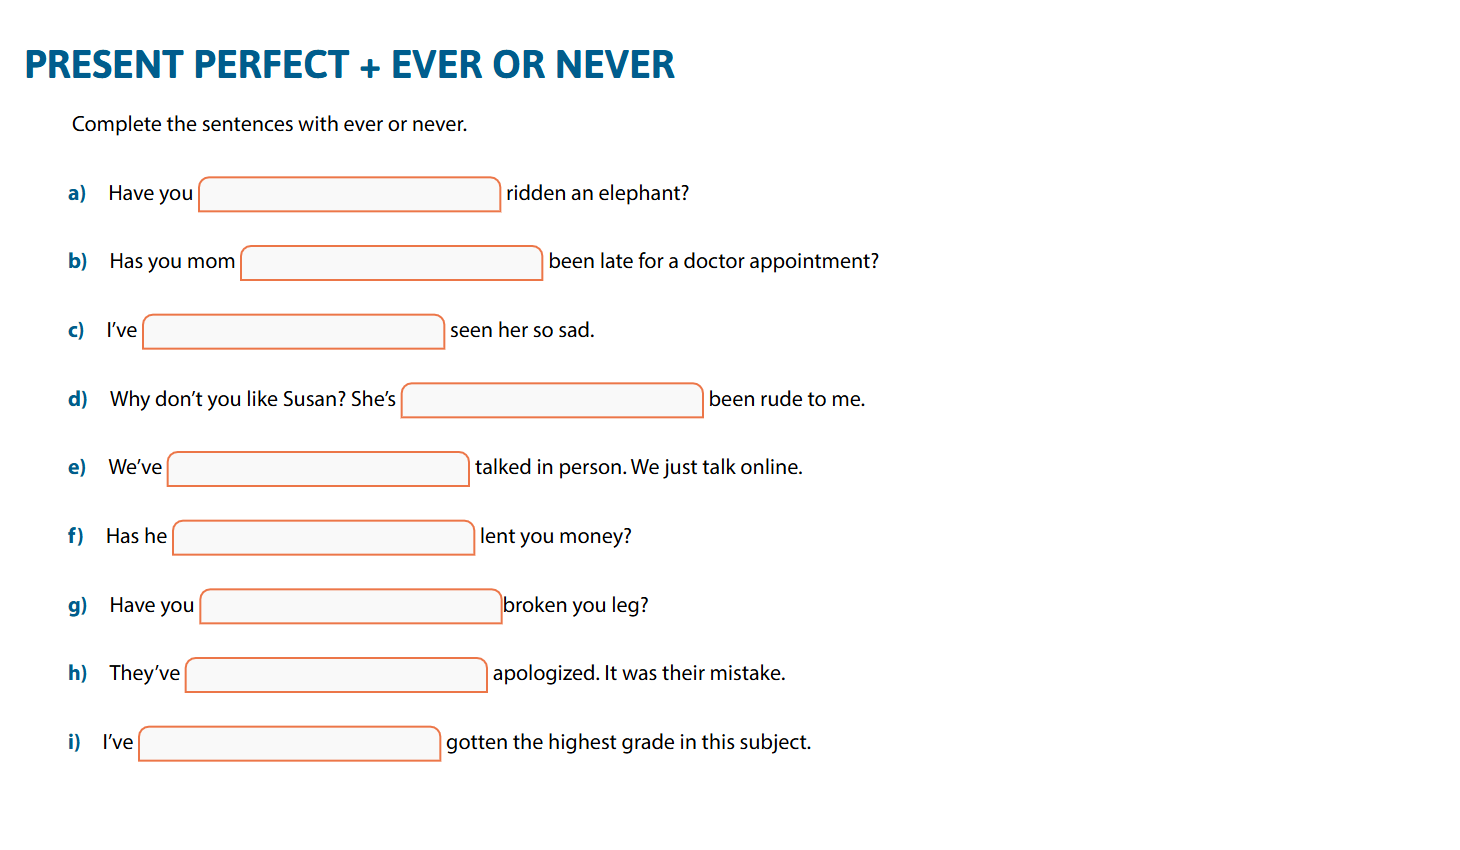 PRESENT PERFECT + EVER OR NEVER
Complete the sentences with ever or never.
a) Have you ridden an elephant?
b) Has you mom been late for a doctor appointment?
c) I've seen her so sad.
d) Why don't you like Susan? She's been rude to me.
e) We've talked in person. We just talk online.
f) Has he lent you money?
g) Have you broken you leg?
h) They've apologized. It was their mistake.
i) I've gotten the highest grade in this subject.